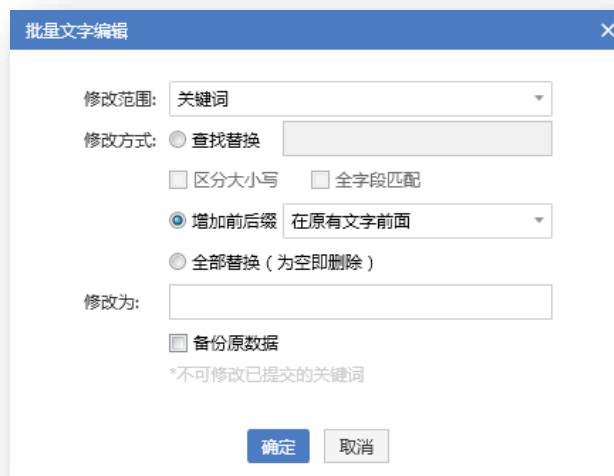 批量文字编辑
修改范围: 关键词
修改方式: 查找替换
区分大小写 全字段匹配
增加前后缀 在原有文字前面
全部替换（为空即删除）
修改为:
备份原数据
*不可修改已提交的关键词
确定 取消